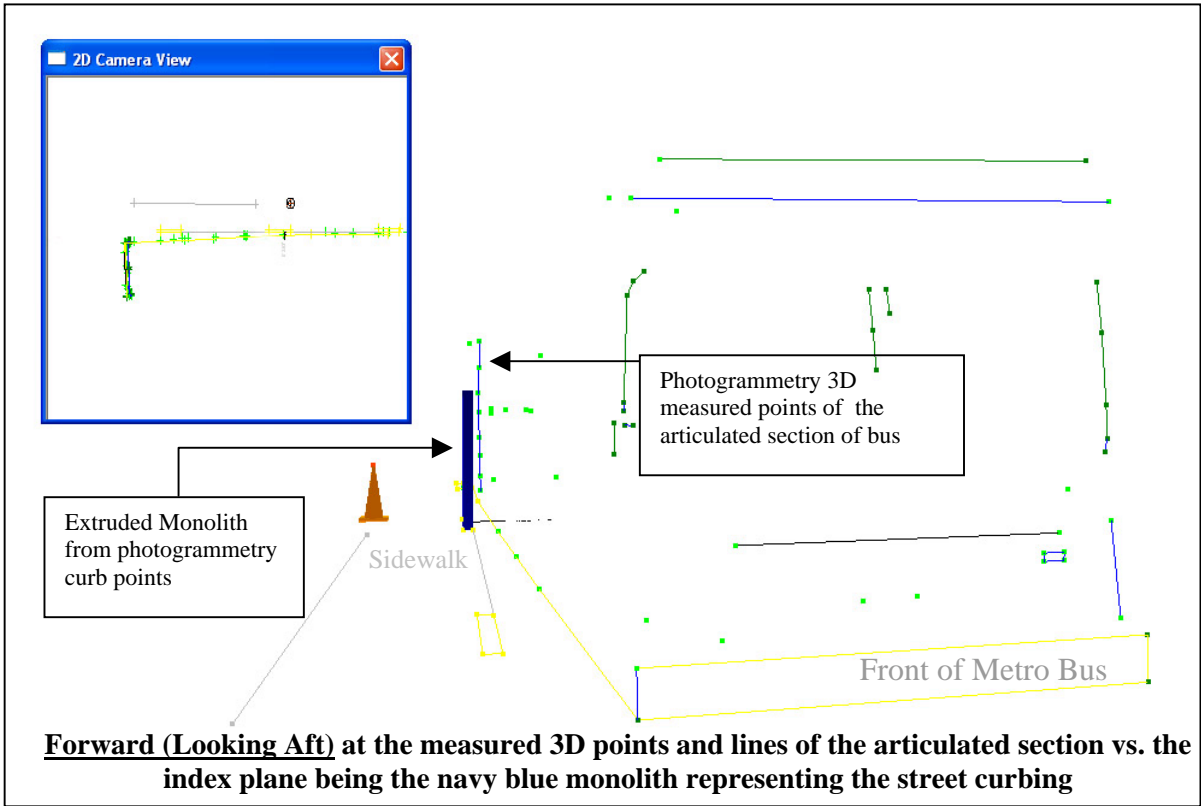 2D Camera View
Photogrammetry 3D
measured points of the
articulated section of bus
Extruded Monolith
from photogrammetry
curb points
Sidewalk
Front of Metro Bus
Forward (Looking Aft) at the measured 3D points and lines of the articulated section vs. the
index plane being the navy blue monolith representing the street curbing